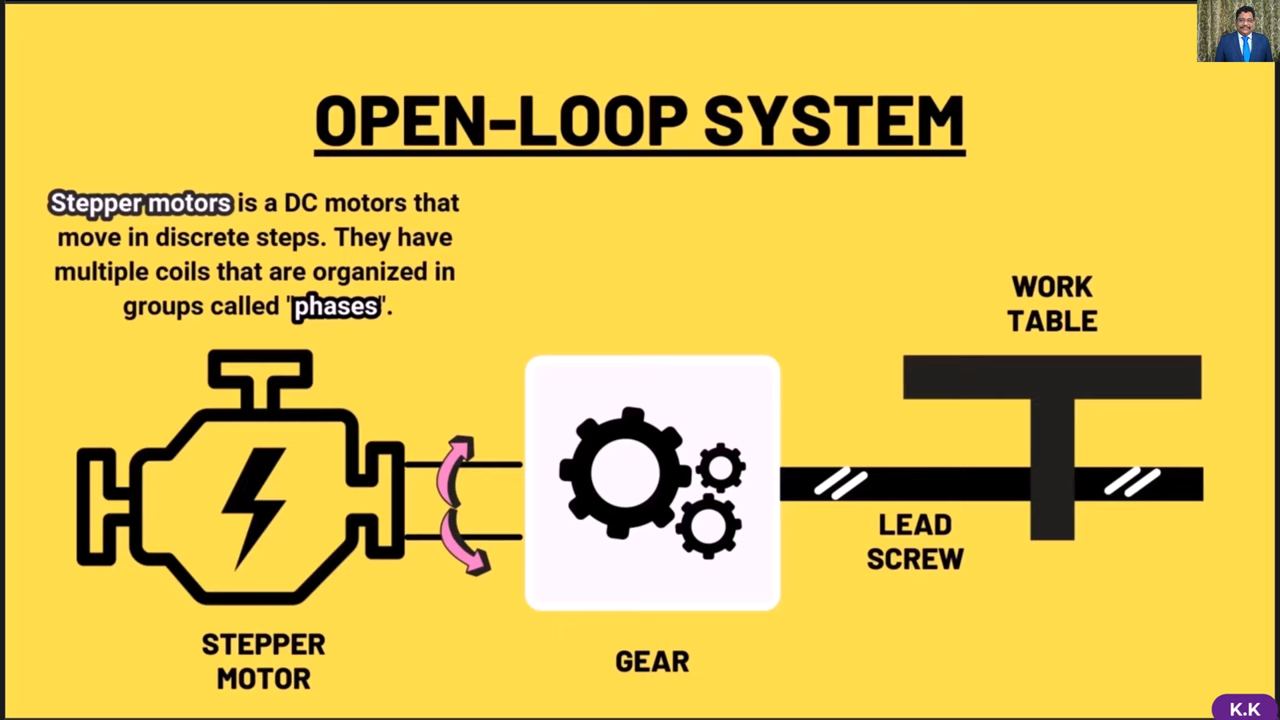 OPEN-LOOP SYSTEM
Stepper motors is a DC motors that
move in discrete steps. They have
multiple coils that are organized in
groups called 'phases'.
WORK
TABLE
LEAD
SCREW
STEPPER
MOTOR
GEAR
K.K